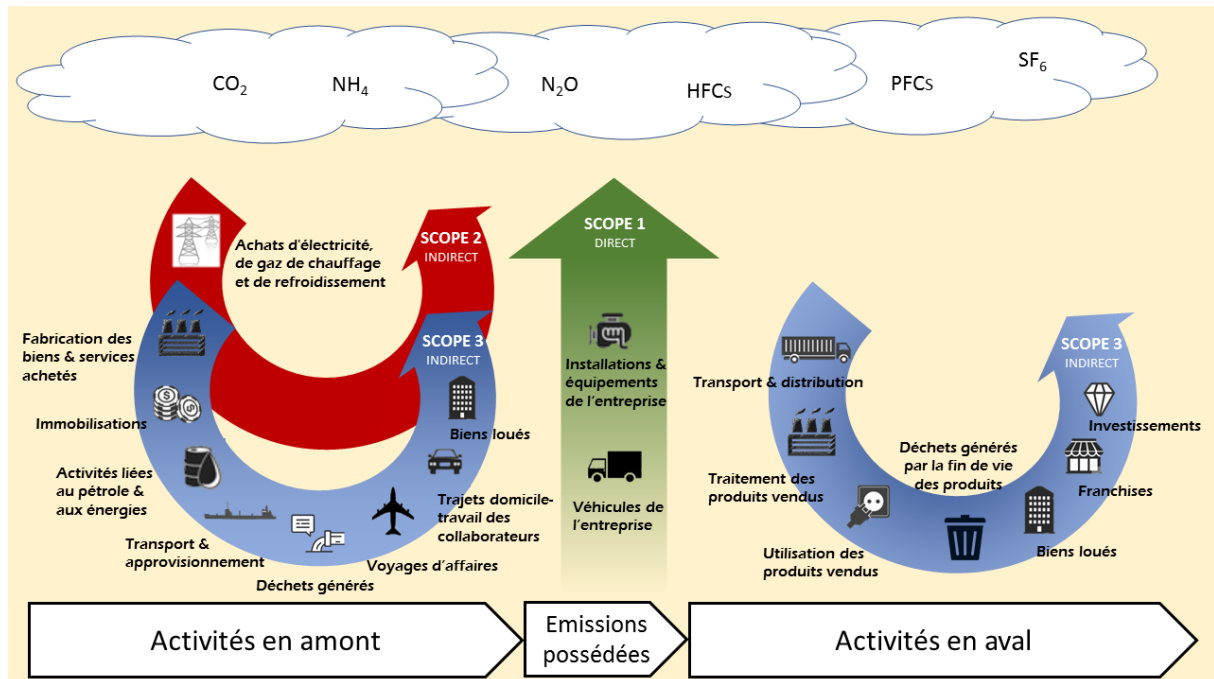 CO₂
NH₄
N₂O
HFCs
PFCs
SF₆
Achats d'électricité,
de gaz de chauffage
et de refroidissement
SCOPE 2
INDIRECT
Fabrication des
biens & services
achetés
Immobilisations
Activités liées
au pétrole &
aux énergies
Transport &
approvisionnement
Déchets générés
Voyages d'affaires
Trajets domicile-
travail des
collaborateurs
Biens loués
SCOPE 3
INDIRECT
SCOPE 1
DIRECT
Installations &
équipements
de l'entreprise
Véhicules de
l'entreprise
Transport & distribution
Traitement des
produits vendus
Utilisation des
produits vendus
Déchets générés
par la fin de vie
des produits
Biens loués
Franchises
Investissements
SCOPE 3
INDIRECT
Activités en amont
Emissions
possédées
Activités en aval